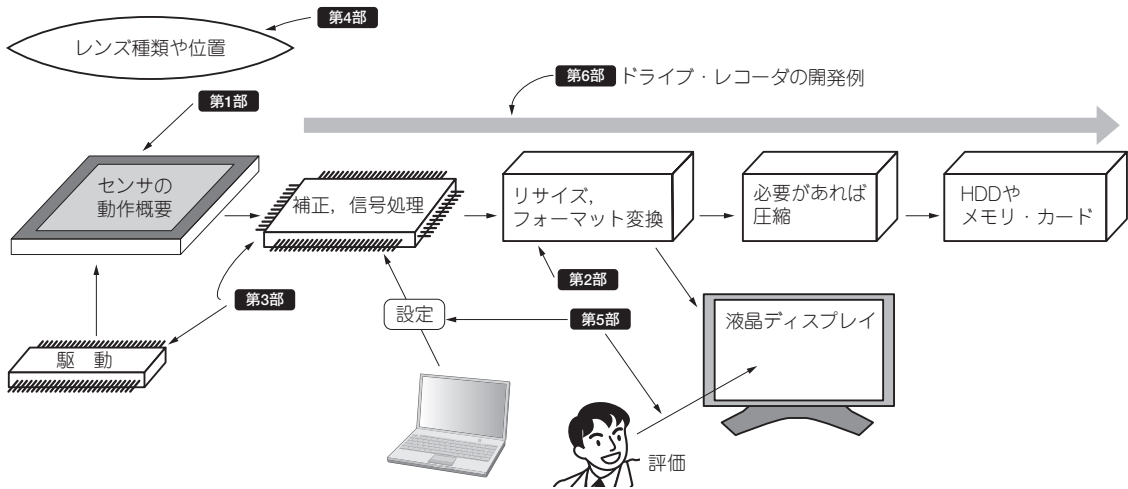 第4部
レンズ種類や位置
第6部 ドライブ・レコーダの開発例
第1部
センサの
動作概要
補正，信号処理
リサイズ，
フォーマット変換
必要があれば
圧縮
HDDや
メモリ・カード
第2部
第3部
設定
第5部
液晶ディスプレイ
駆　動
評価